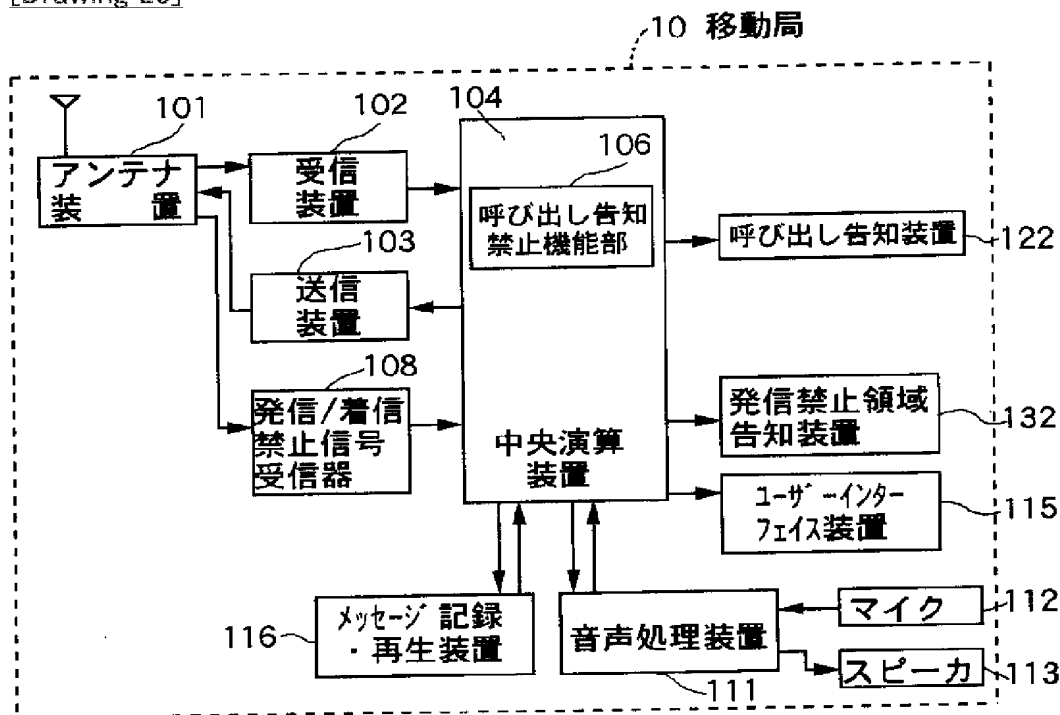 10 移動局
101
アンテナ
装 置
102
受信
装置
103
送信
装置
108
発信/着信
禁止信号
受信器
104
106
呼び出し告知
禁止機能部
中央演算
装置
呼び出し告知装置
122
発信禁止領域
告知装置
132
ユーザーインター
フェイス装置
115
116
メッセージ記録
・再生装置
音声処理装置
111
マイク
112
スピーカ
113